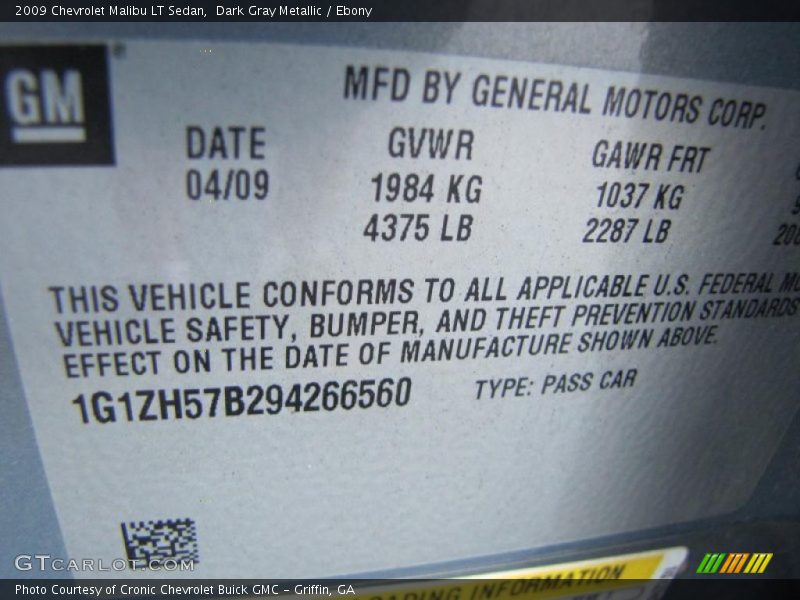 2009 Chevrolet Malibu LT Sedan, Dark Gray Metallic / Ebony
GM
MFD BY GENERAL MOTORS CORP.
DATE GVWR GAWR FRT
04/09 1984 KG 1037 KG
4375 LB 2287 LB
THIS VEHICLE CONFORMS TO ALL APPLICABLE U.S. FEDERAL
VEHICLE SAFETY, BUMPER, AND THEFT PREVENTION STANDARDS
EFFECT ON THE DATE OF MANUFACTURE SHOWN ABOVE.
1G1ZH57B294266560 TYPE: PASS CAR
GTCARLOT.COM
INFORMATION
Photo Courtesy of Cronic Chevrolet Buick GMC – Griffin, GA